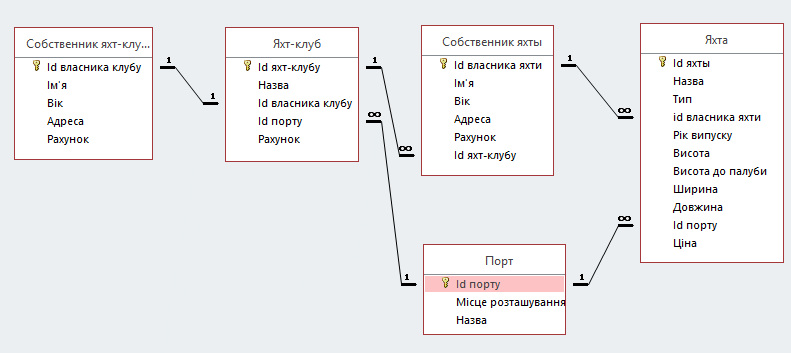 Собственник яхт-клу...
Id власника клубу
Ім'я
Вік
Адреса
Рахунок
1
1
Яхт-клуб
Id яхт-клубу
Назва
Id власника клубу
Id порту
Рахунок
1
∞
∞
1
Собственник яхты
Id власника яхти
Ім'я
Вік
Адреса
Рахунок
Id яхт-клубу
1
∞
Яхта
Id яхты
Назва
Тип
id власника яхти
Рік випуску
Висота
Висота до палуби
Ширина
Довжина
Id порту
Ціна
Порт
Id порту
Місце розташування
Назва
1
∞